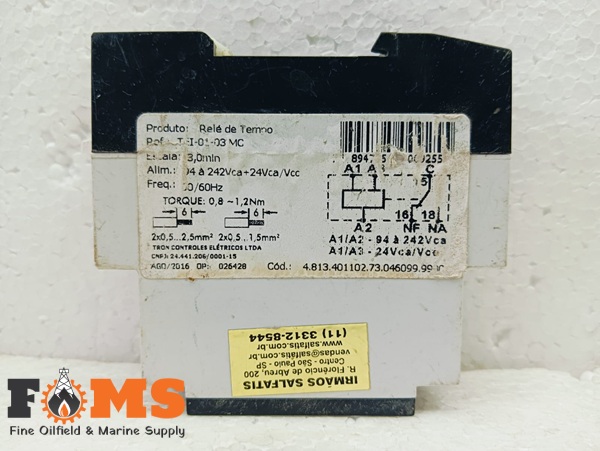 Produto: Relé de Tempo
3,0min
Alim.: 94 à 242Vca+24Vca/Vcc
Freq.: 50/60Hz
TORQUE: 0,8 ~1,2Nm
6 6
2x0,5...2,5mm² 2x0,5...1,5mm²
TRON CONTROLES ELÉTRICOS LTDA
CNPJ: 24.441.206/0001-15
AGO/2016 OP: 026428 Cód.:
A1 A3 C
15
A2 16 18
NF NA
A1/A2 - 94 à 242Vca
A1/A3 - 24Vca/Vcc
IRMÃOS SALFATIS
R. Florêncio de Abreu, 200
Centro - São Paulo - SP
vendas@salfatis.com.br
www.salfatis.com.br
(11) 3312-8544
FOMS
Fine Oilfield & Marine Supply